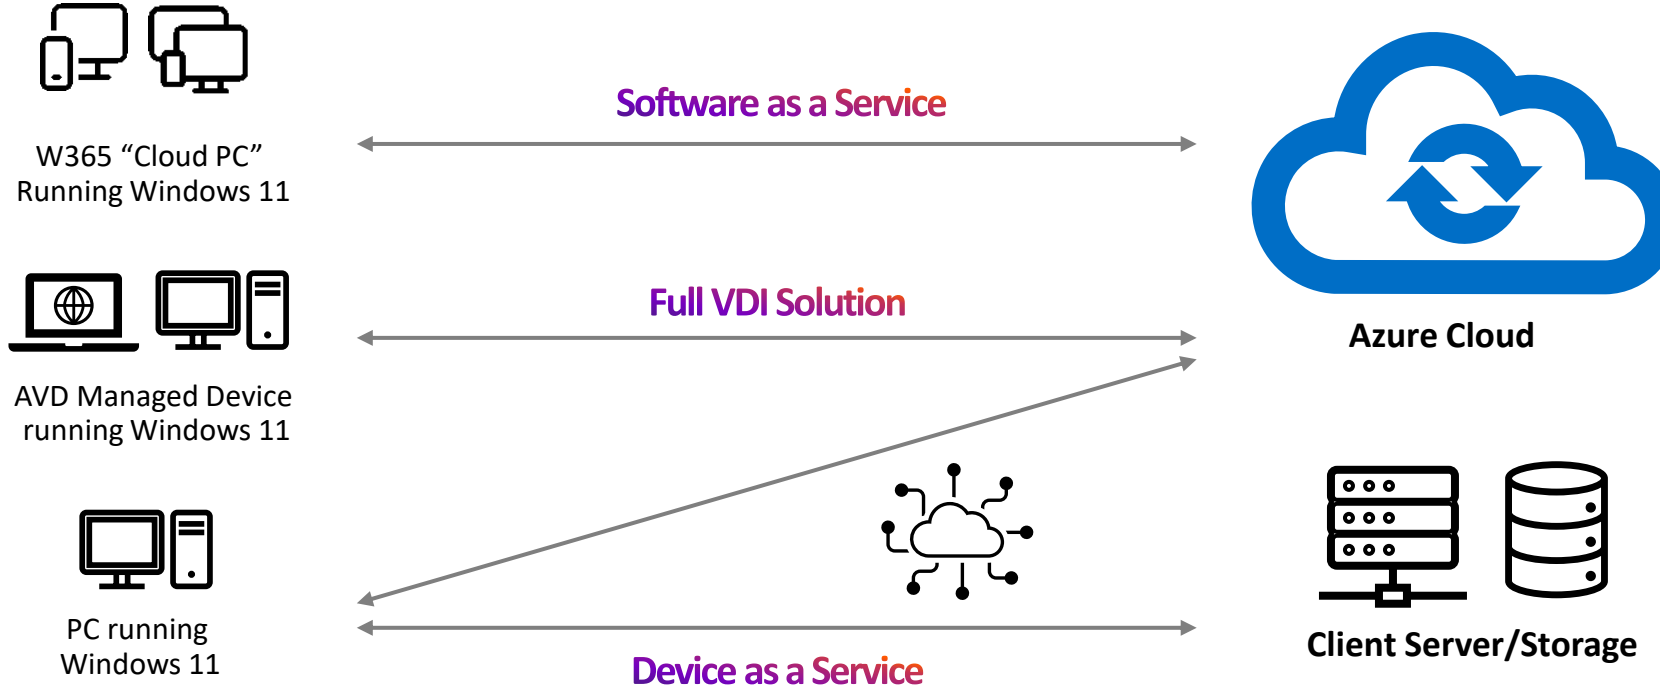 Software as a Service
W365 “Cloud PC”
Running Windows 11
Full VDI Solution
Azure Cloud
AVD Managed Device
running Windows 11
PC running
Windows 11
Device as a Service
Client Server/Storage